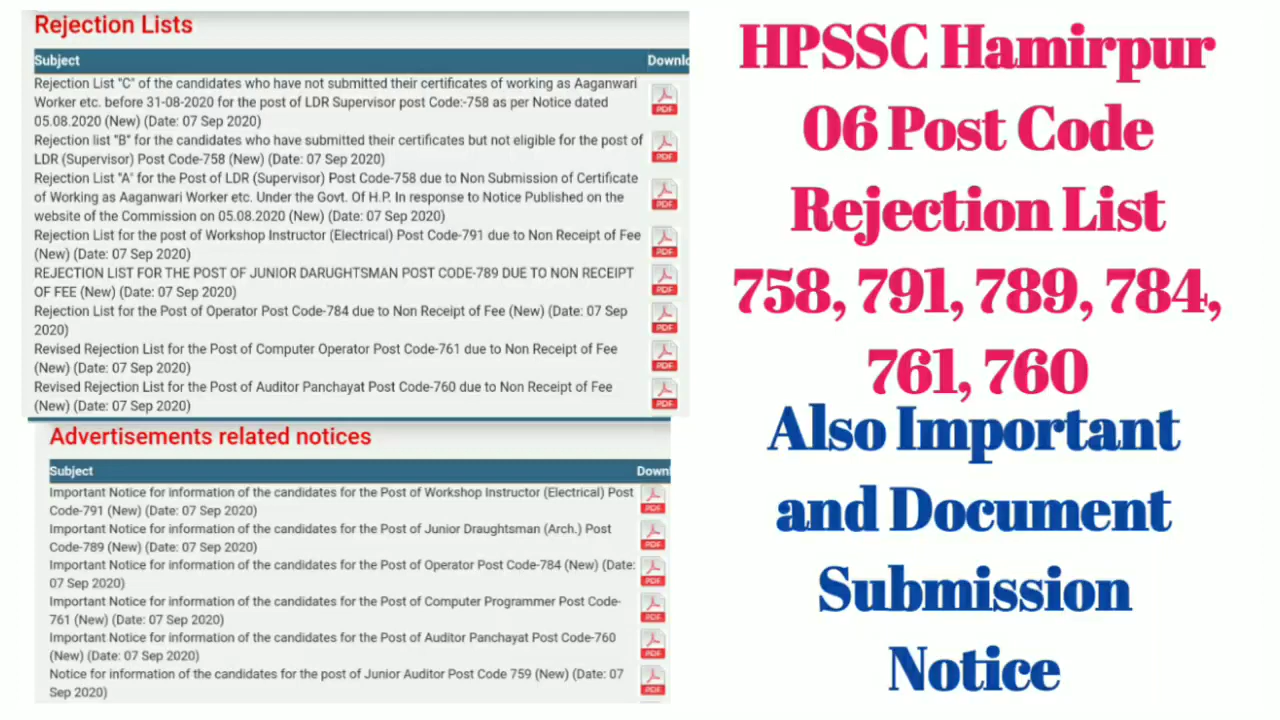 Rejection Lists
Subject
Downlo
Rejection List "C" of the candidates who have not submitted their certificates of working as Aaganwari
Worker etc. before 31-08-2020 for the post of LDR Supervisor post Code:-758 as per Notice dated
05.08.2020 (New) (Date: 07 Sep 2020)
PDF
Rejection list "B" for the candidates who have submitted their certificates but not eligible for the post of
LDR (Supervisor) Post Code-758 (New) (Date: 07 Sep 2020)
PDF
Rejection List "A" for the Post of LDR (Supervisor) Post Code-758 due to Non Submission of Certificate
of Working as Aaganwari Worker etc. Under the Govt. Of H.P. In response to Notice Published on the
website of the Commission on 05.08.2020 (New) (Date: 07 Sep 2020)
PDF
Rejection List for the post of Workshop Instructor (Electrical) Post Code-791 due to Non Receipt of Fee
(New) (Date: 07 Sep 2020)
PDF
REJECTION LIST FOR THE POST OF JUNIOR DARUGHTSMAN POST CODE-789 DUE TO NON RECEIPT
OF FEE (New) (Date: 07 Sep 2020)
PDF
Rejection List for the Post of Operator Post Code-784 due to Non Receipt of Fee (New) (Date: 07 Sep
2020)
PDF
Revised Rejection List for the Post of Computer Operator Post Code-761 due to Non Receipt of Fee
(New) (Date: 07 Sep 2020)
PDF
Revised Rejection List for the Post of Auditor Panchayat Post Code-760 due to Non Receipt of Fee
(New) (Date: 07 Sep 2020)
PDF
Advertisements related notices
Subject
Downl
Important Notice for information of the candidates for the Post of Workshop Instructor (Electrical) Post
Code-791 (New) (Date: 07 Sep 2020)
PDF
Important Notice for information of the candidates for the Post of Junior Draughtsman (Arch.) Post
Code-789 (New) (Date: 07 Sep 2020)
PDF
Important Notice for information of the candidates for the Post of Operator Post Code-784 (New) (Date:
07 Sep 2020)
PDF
Important Notice for information of the candidates for the Post of Computer Programmer Post Code-
761 (New) (Date: 07 Sep 2020)
PDF
Important Notice for information of the candidates for the Post of Auditor Panchayat Post Code-760
(New) (Date: 07 Sep 2020)
PDF
Notice for information of the candidates for the post of Junior Auditor Post Code 759 (New) (Date: 07
Sep 2020)
PDF
HPSSC Hamirpur
06 Post Code
Rejection List
758, 791, 789, 784,
761, 760
Also Important
and Document
Submission
Notice